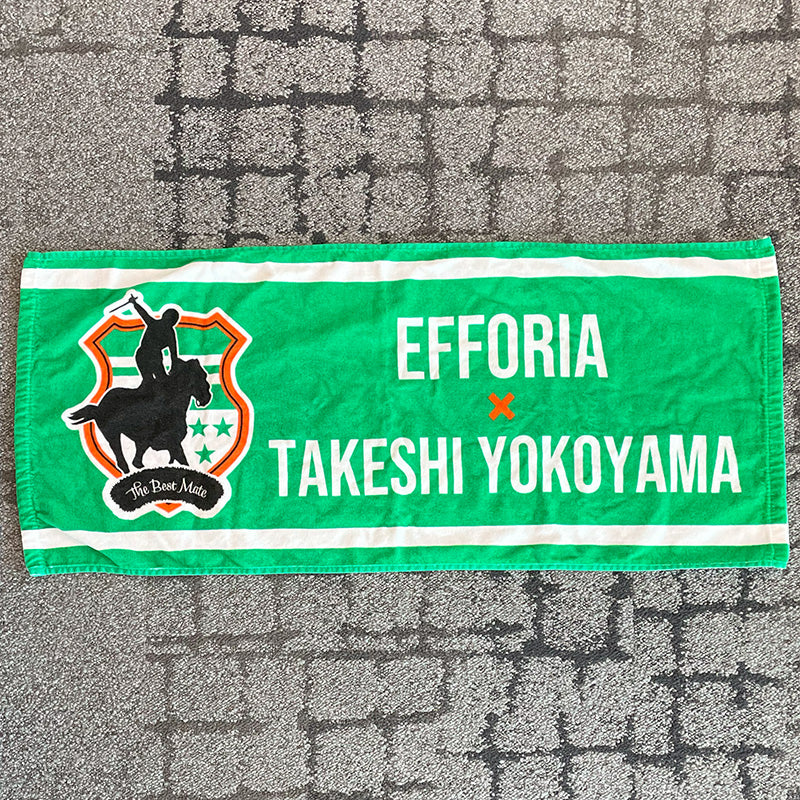 EFFORIA
×
TAKESHI YOKOYAMA
The Best Mate